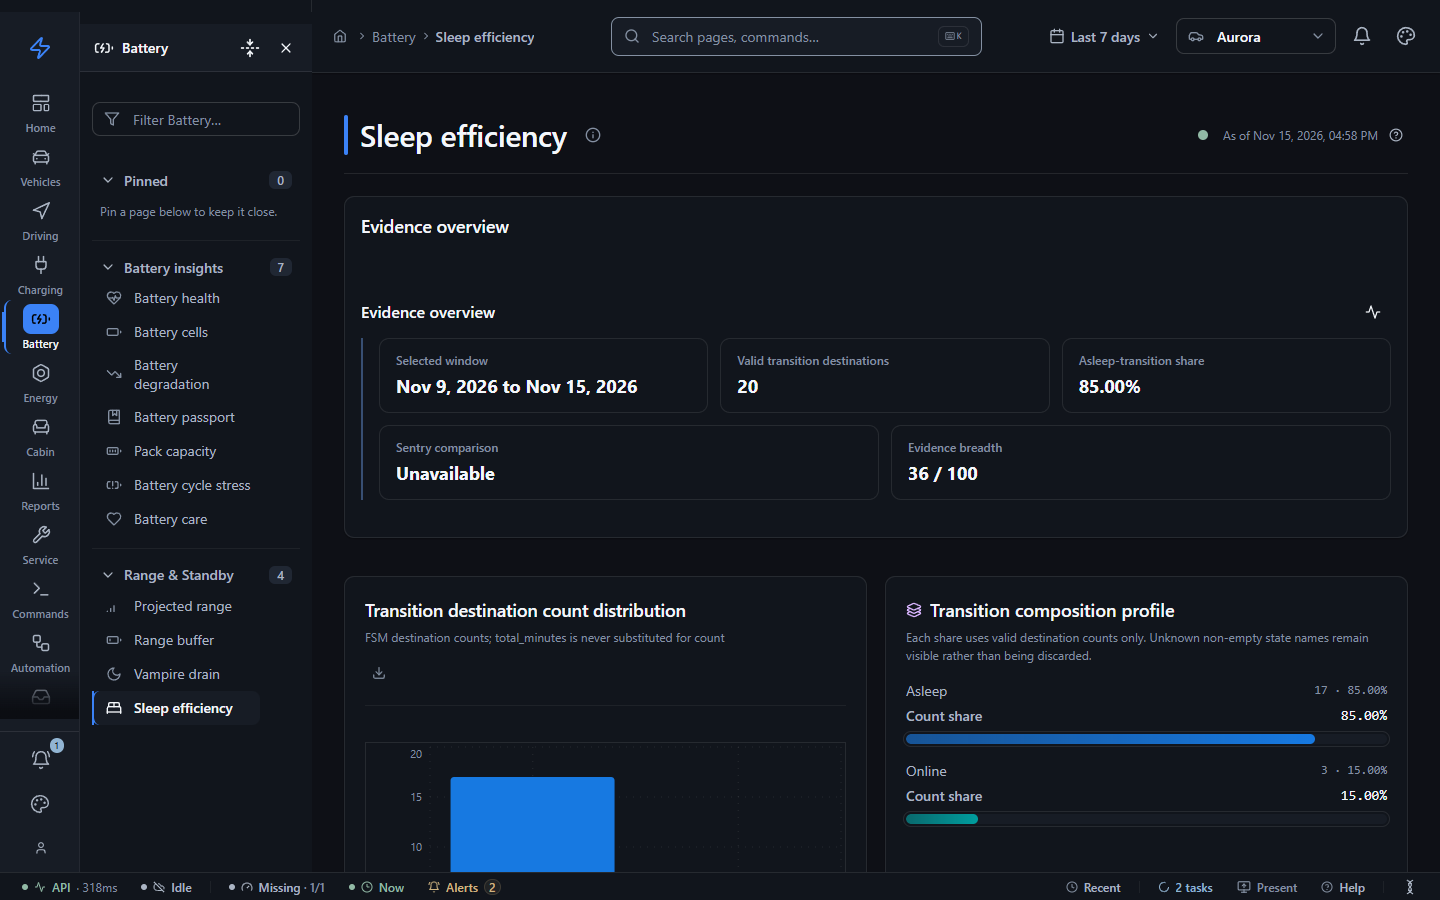 Battery
Home
Vehicles
Driving
Charging
Battery
Energy
Cabin
Reports
Service
Commands
Automation
1
Filter Battery...
Pinned 0
Pin a page below to keep it close.
Battery insights 7
Battery health
Battery cells
Battery
degradation
Battery passport
Pack capacity
Battery cycle stress
Battery care
Range & Standby 4
Projected range
Range buffer
Vampire drain
Sleep efficiency
Battery > Sleep efficiency
Search pages, commands... K
Last 7 days
Aurora
Sleep efficiency
As of Nov 15, 2026, 04:58 PM
Evidence overview
Evidence overview
Selected window
Nov 9, 2026 to Nov 15, 2026
Valid transition destinations
20
Asleep-transition share
85.00%
Sentry comparison
Unavailable
Evidence breadth
36 / 100
Transition destination count distribution
FSM destination counts; total_minutes is never substituted for count
20
15
10
Transition composition profile
Each share uses valid destination counts only. Unknown non-empty state names remain
visible rather than being discarded.
Asleep 17 · 85.00%
Count share 85.00%
Online 3 · 15.00%
Count share 15.00%
API · 318ms
Idle
Missing · 1/1
Now
Alerts 2
Recent
2 tasks
Present
Help